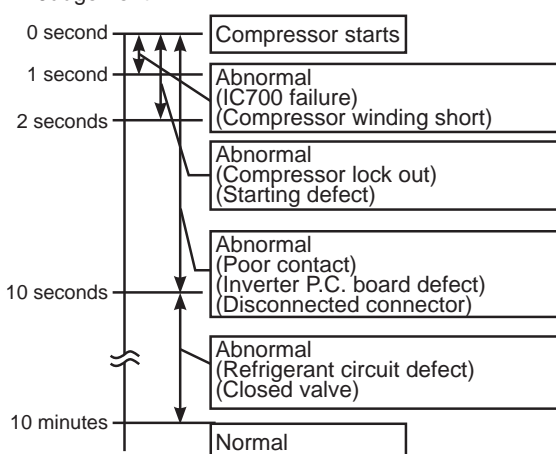 0 second
Compressor starts
1 second
Abnormal
(IC700 failure)
(Compressor winding short)
2 seconds
Abnormal
(Compressor lock out)
(Starting defect)
Abnormal
(Poor contact)
(Inverter P.C. board defect)
(Disconnected connector)
10 seconds
Abnormal
(Refrigerant circuit defect)
(Closed valve)
10 minutes
Normal